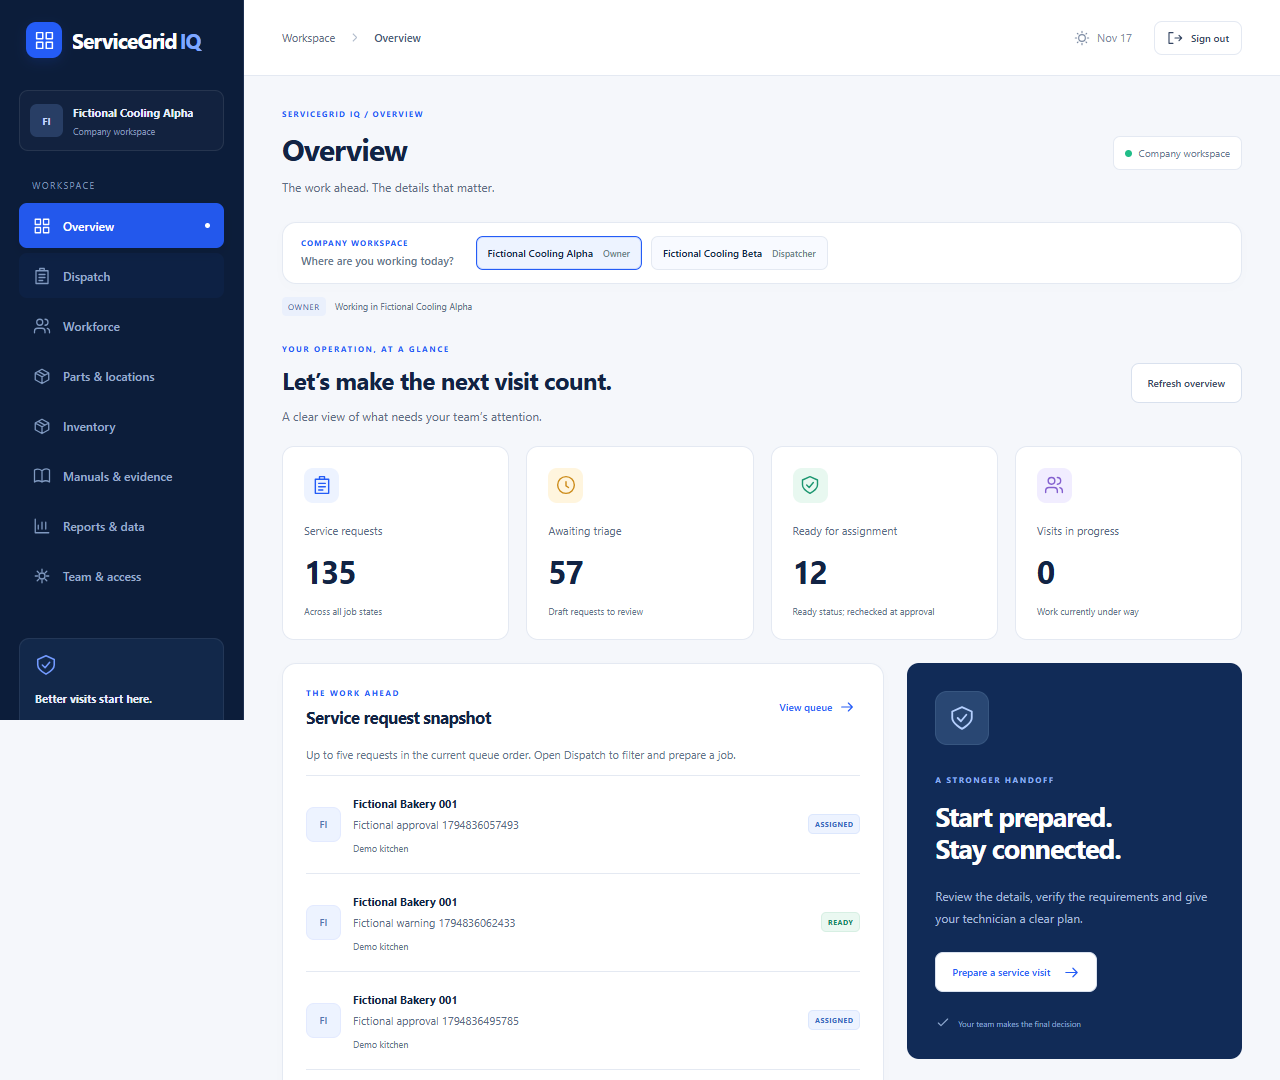 ServiceGrid IQ
FI
Fictional Cooling Alpha
Company workspace
WORKSPACE
Overview
Dispatch
Workforce
Parts & locations
Inventory
Manuals & evidence
Reports & data
Team & access
Better visits start here.
Workspace
Overview
Nov 17
Sign out
SERVICEGRID IQ / OVERVIEW
Overview
The work ahead. The details that matter.
Company workspace
COMPANY WORKSPACE
Where are you working today?
Fictional Cooling Alpha Owner
Fictional Cooling Beta Dispatcher
OWNER Working in Fictional Cooling Alpha
YOUR OPERATION, AT A GLANCE
Let’s make the next visit count.
A clear view of what needs your team’s attention.
Refresh overview
Service requests
135
Across all job states
Awaiting triage
57
Draft requests to review
Ready for assignment
12
Ready status; rechecked at approval
Visits in progress
0
Work currently under way
THE WORK AHEAD
Service request snapshot
View queue
Up to five requests in the current queue order. Open Dispatch to filter and prepare a job.
FI
Fictional Bakery 001
Fictional approval 1794836057493
Demo kitchen
ASSIGNED
FI
Fictional Bakery 001
Fictional warning 1794836062433
Demo kitchen
READY
FI
Fictional Bakery 001
Fictional approval 1794836495785
Demo kitchen
ASSIGNED
A STRONGER HANDOFF
Start prepared.
Stay connected.
Review the details, verify the requirements and give
your technician a clear plan.
Prepare a service visit
Your team makes the final decision